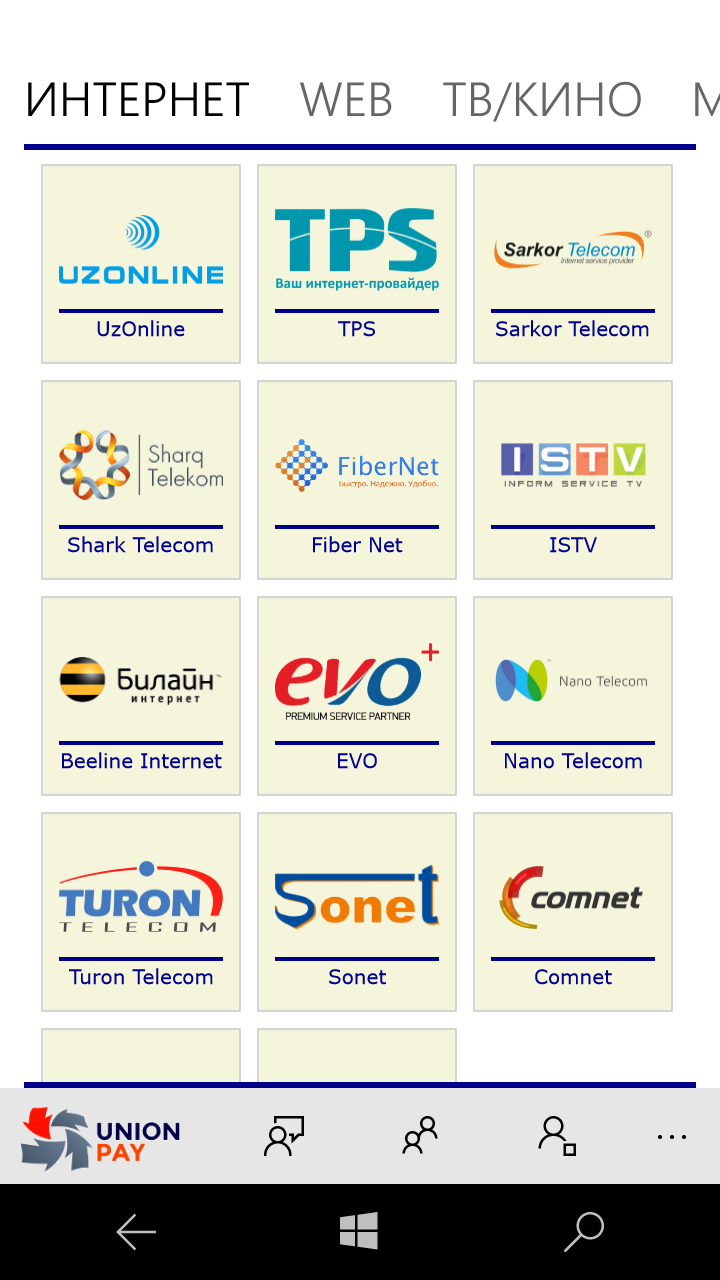 ИНТЕРНЕТ WEB ТВ/КИНО М
UZONLINE
UzOnline
TPS
Ваш интернет-провайдер
TPS
Sarkor Telecom®
Internet service provider
Sarkor Telecom
Sharq
Telekom
Shark Telecom
FiberNet
Быстро. Надежно. Удобно.
Fiber Net
ISTV
INFORM SERVICE TV
ISTV
Билайн™
интернет
Beeline Internet
evo+
PREMIUM SERVICE PARTNER
EVO
Nano Telecom
Nano Telecom
TURON
TELECOM
Turon Telecom
Sonet
Sonet
comnet
Comnet
UNION
PAY